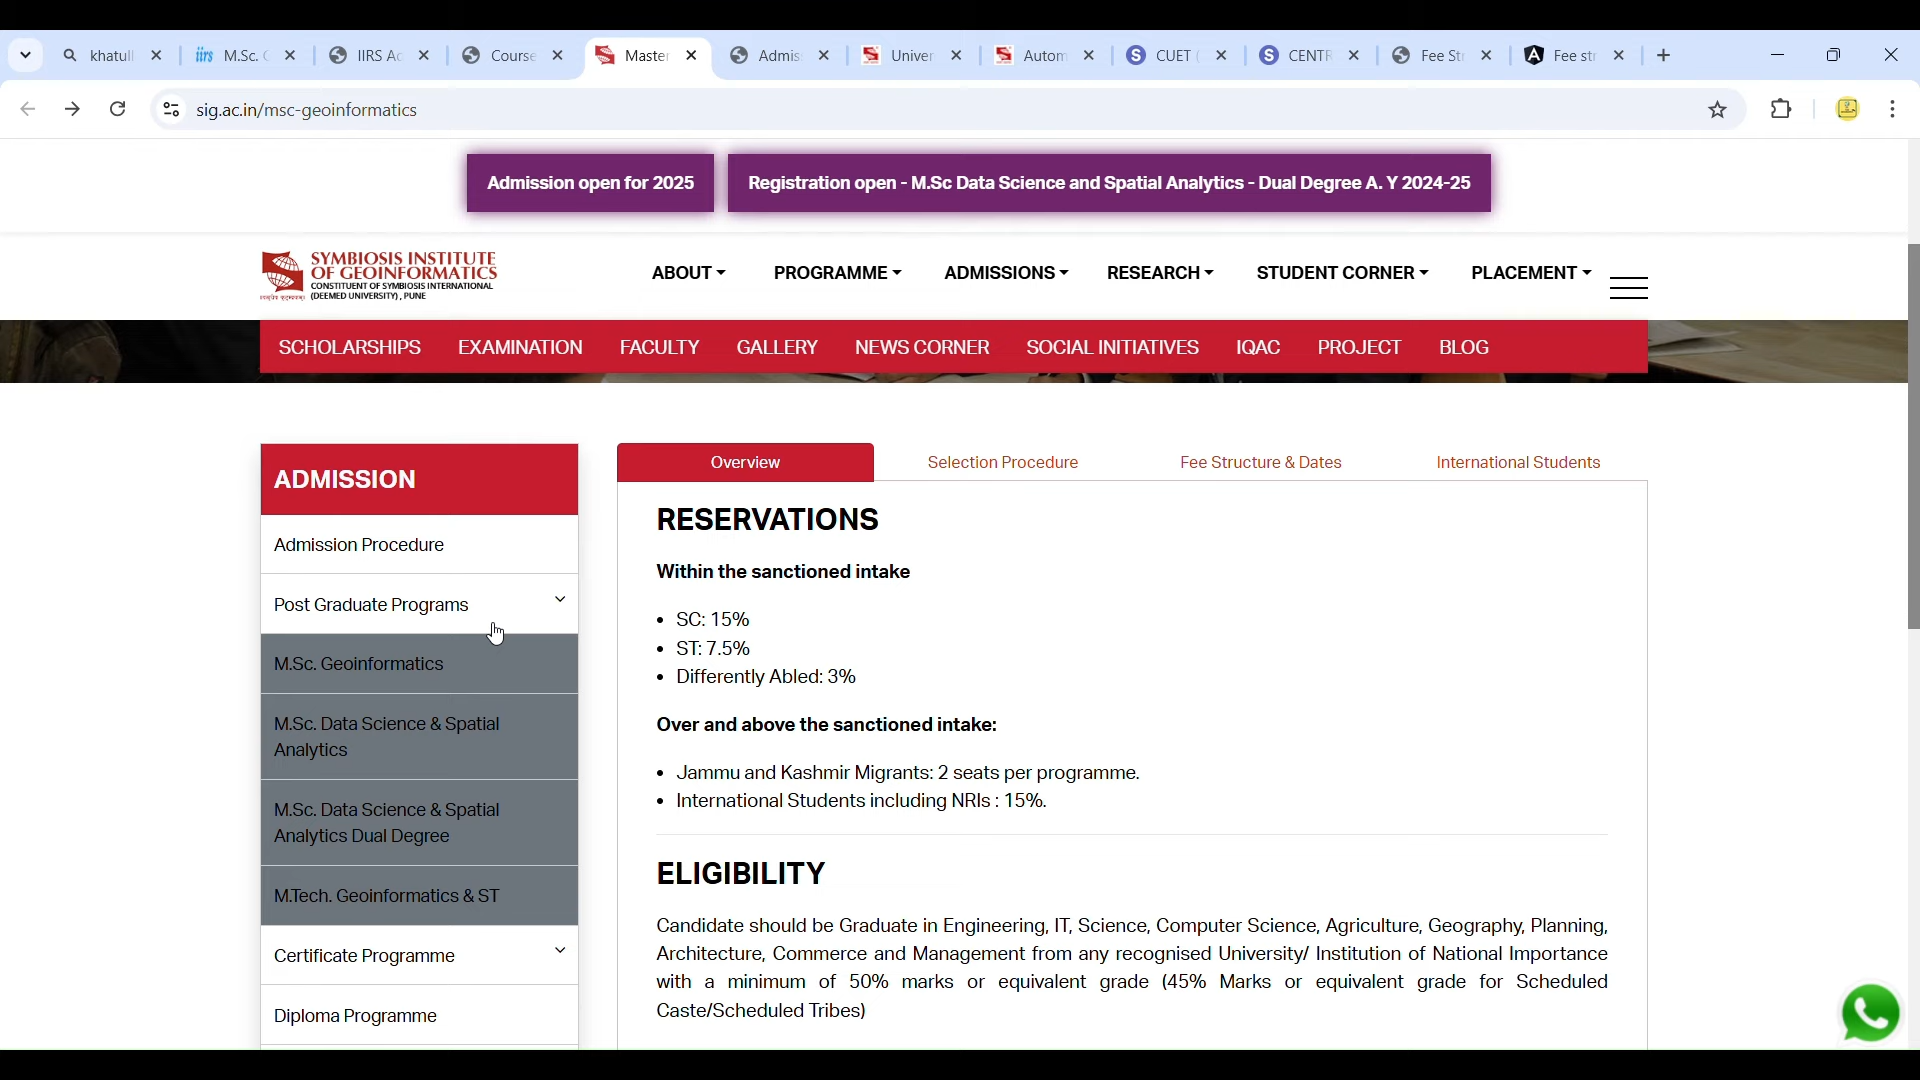 khatull
M.Sc. G
IIRS Ac
Course
Master
Admis
Univer
Autom
CUET (
CENTR
Fee Str
Fee str
sig.ac.in/msc-geoinformatics
Admission open for 2025
Registration open - M.Sc Data Science and Spatial Analytics - Dual Degree A. Y 2024-25
SYMBIOSIS INSTITUTE
OF GEOINFORMATICS
CONSTITUENT OF SYMBIOSIS INTERNATIONAL
(DEEMED UNIVERSITY), PUNE
ABOUT
PROGRAMME
ADMISSIONS
RESEARCH
STUDENT CORNER
PLACEMENT
SCHOLARSHIPS
EXAMINATION
FACULTY
GALLERY
NEWS CORNER
SOCIAL INITIATIVES
IQAC
PROJECT
BLOG
ADMISSION
Admission Procedure
Post Graduate Programs
M.Sc. Geoinformatics
M.Sc. Data Science & Spatial
Analytics
M.Sc. Data Science & Spatial
Analytics Dual Degree
M.Tech. Geoinformatics & ST
Certificate Programme
Diploma Programme
Overview
Selection Procedure
Fee Structure & Dates
International Students
RESERVATIONS
Within the sanctioned intake
• SC: 15%
• ST: 7.5%
• Differently Abled: 3%
Over and above the sanctioned intake:
• Jammu and Kashmir Migrants: 2 seats per programme.
• International Students including NRIs : 15%.
ELIGIBILITY
Candidate should be Graduate in Engineering, IT, Science, Computer Science, Agriculture, Geography, Planning,
Architecture, Commerce and Management from any recognised University/ Institution of National Importance
with a minimum of 50% marks or equivalent grade (45% Marks or equivalent grade for Scheduled
Caste/Scheduled Tribes)